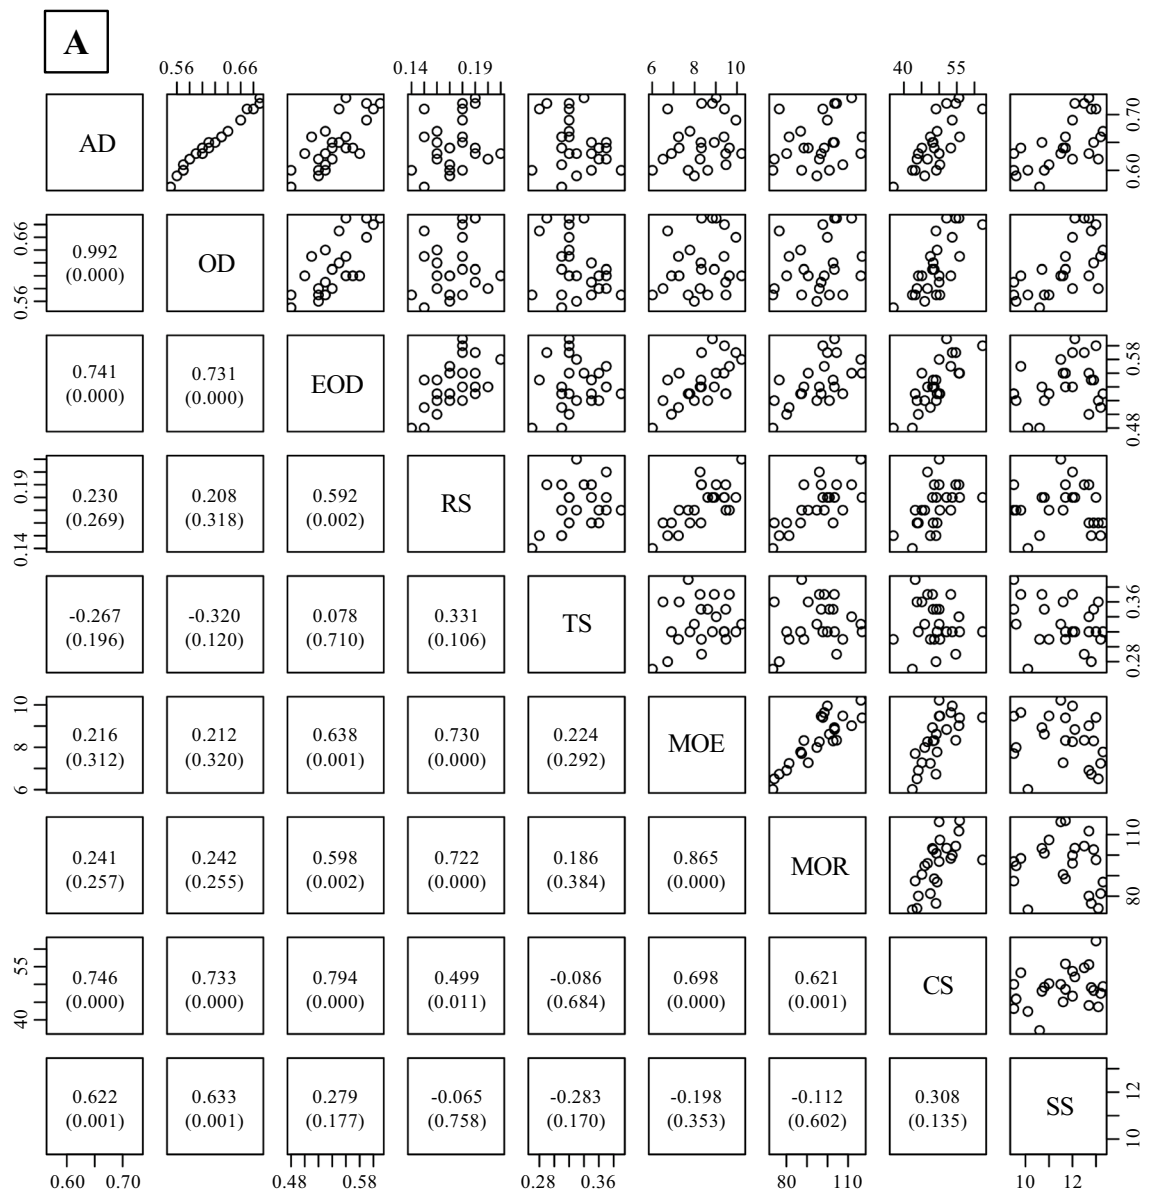 A
0.56 0.66 0.14 0.19 6 8 10 40 55
AD 0.60 0.70
0.56 0.66 0.992 OD
(0.000)
0.741 0.731 EOD 0.48 0.58
(0.000) (0.000)
0.14 0.19 0.230 0.208 0.592 RS
(0.269) (0.318) (0.002)
-0.267 -0.320 0.078 0.331 TS 0.28 0.36
(0.196) (0.120) (0.710) (0.106)
6 8 10 0.216 0.212 0.638 0.730 0.224 MOE
(0.312) (0.320) (0.001) (0.000) (0.292)
0.241 0.242 0.598 0.722 0.186 0.865 MOR 80 110
(0.257) (0.255) (0.002) (0.000) (0.384) (0.000)
40 55 0.746 0.733 0.794 0.499 -0.086 0.698 0.621 CS
(0.000) (0.000) (0.000) (0.011) (0.684) (0.000) (0.001)
0.622 0.633 0.279 -0.065 -0.283 -0.198 -0.112 0.308 SS 10 12
(0.001) (0.001) (0.177) (0.758) (0.170) (0.353) (0.602) (0.135)
0.60 0.70 0.48 0.58 0.28 0.36 80 110 10 12